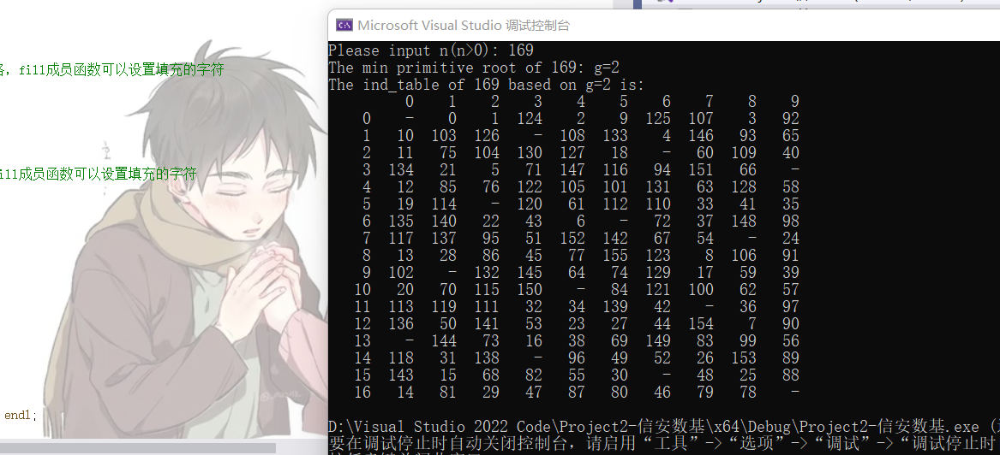 Microsoft Visual Studio 调试控制台
，fill成员函数可以设置填充的字符
ill成员函数可以设置填充的字符
endl;
Please input n(n>0): 169
The min primitive root of 169: g=2
The ind_table of 169 based on g=2 is:
0 1 2 3 4 5 6 7 8 9
0 - 0 1 124 2 9 125 107 3 92
1 10 103 126 - 108 133 4 146 93 65
2 11 75 104 130 127 18 - 60 109 40
3 134 21 5 71 147 116 94 151 66 -
4 12 85 76 122 105 101 131 63 128 58
5 19 114 - 120 61 112 110 33 41 35
6 135 140 22 43 6 - 72 37 148 98
7 117 137 95 51 152 142 67 54 - 24
8 13 28 86 45 77 155 123 8 106 91
9 102 - 132 145 64 74 129 17 59 39
10 20 70 115 150 - 84 121 100 62 57
11 113 119 111 32 34 139 42 - 36 97
12 136 50 141 53 23 27 44 154 7 90
13 - 144 73 16 38 69 149 83 99 56
14 118 31 138 - 96 49 52 26 153 89
15 143 15 68 82 55 30 - 48 25 88
16 14 81 29 47 87 80 46 79 78 -
D:\Visual Studio 2022 Code\Project2-信安数基\x64\Debug\Project2-信安数基.exe (
要在调试停止时自动关闭控制台，请启用“工具”->“选项”->“调试”->“调试停止时